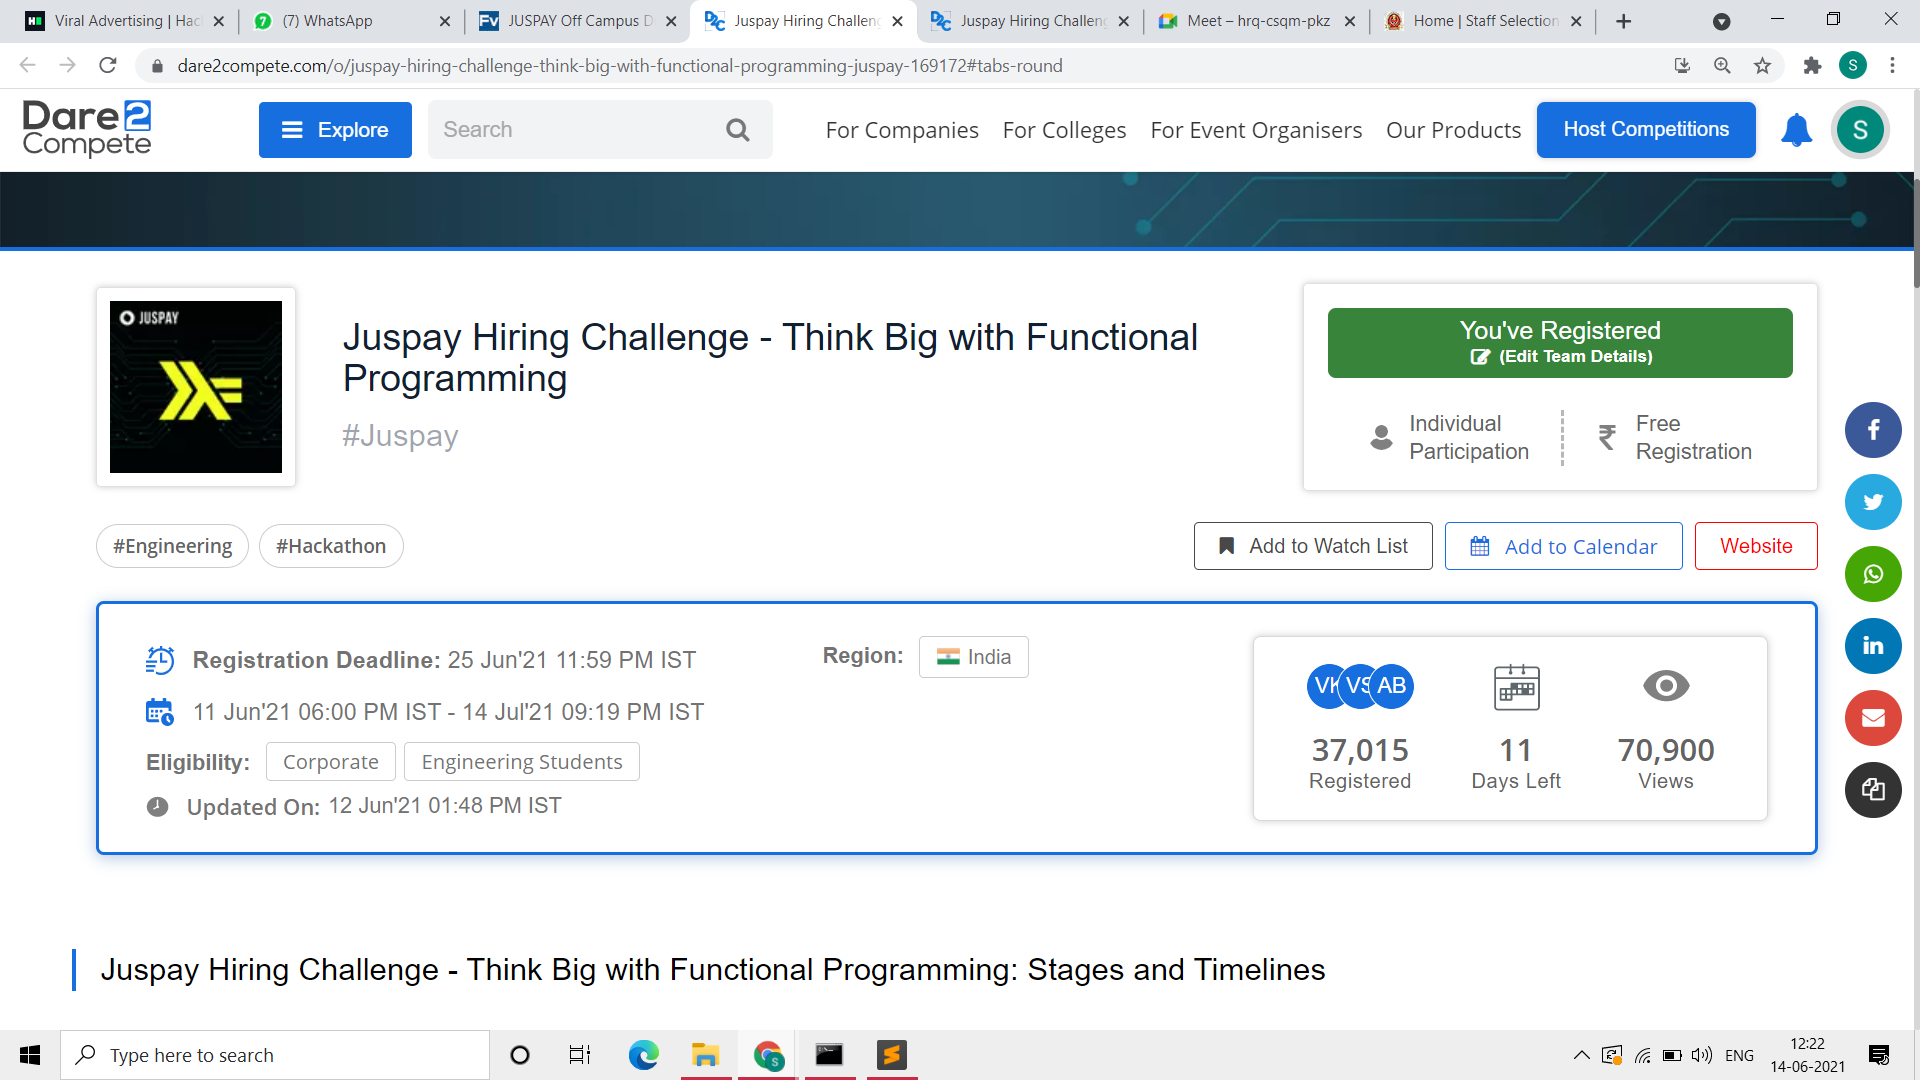 Viral Advertising | Hac
(7) WhatsApp
JUSPAY Off Campus D
Juspay Hiring Challeng
Juspay Hiring Challeng
Meet – hrq-csqm-pkz
Home | Staff Selection
dare2compete.com/o/juspay-hiring-challenge-think-big-with-functional-programming-juspay-169172#tabs-round
S
Dare2
Compete
Explore
Search
For Companies
For Colleges
For Event Organisers
Our Products
Host Competitions
S
JUSPAY
Juspay Hiring Challenge - Think Big with Functional
Programming
#Juspay
You've Registered
(Edit Team Details)
Individual
Participation
₹
Free
Registration
#Engineering
#Hackathon
Add to Watch List
Add to Calendar
Website
Registration Deadline: 25 Jun'21 11:59 PM IST
11 Jun'21 06:00 PM IST - 14 Jul'21 09:19 PM IST
Eligibility: Corporate Engineering Students
Updated On: 12 Jun'21 01:48 PM IST
Region: India
VS AB
37,015
Registered
11
Days Left
70,900
Views
Juspay Hiring Challenge - Think Big with Functional Programming: Stages and Timelines
Type here to search
ENG
12:22
14-06-2021